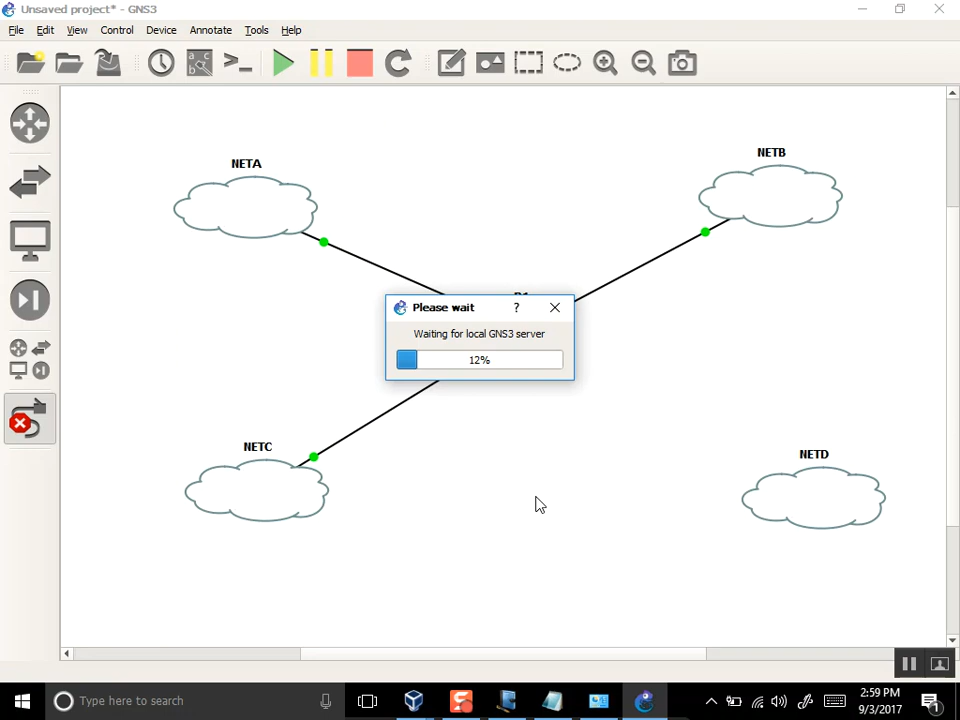 Unsaved project* - GNS3
File Edit View Control Device Annotate Tools Help
NETA
NETB
Please wait
?
Waiting for local GNS3 server
12%
NETC
NETD
Type here to search
2:59 PM
9/3/2017
1